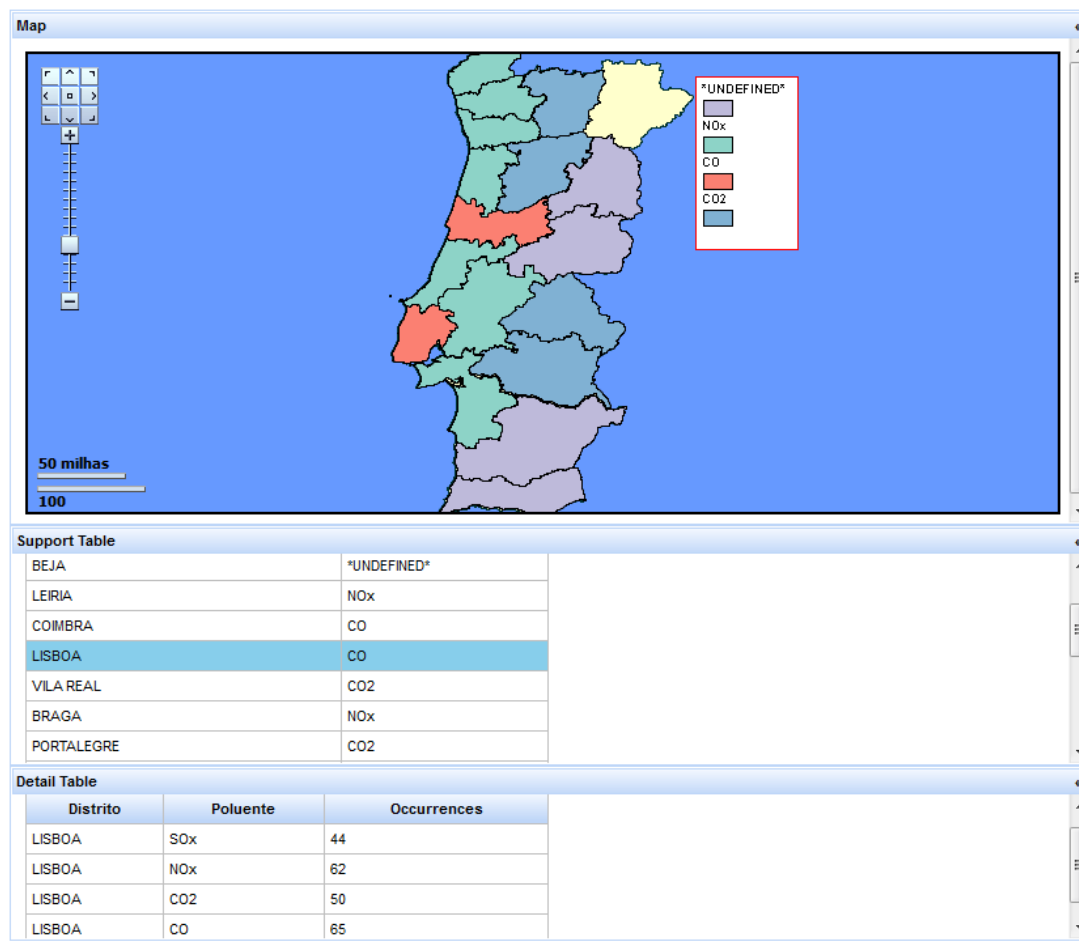 Map
*UNDEFINED*
NOx
CO
CO2
50 milhas
100
Support Table
BEJA *UNDEFINED*
LEIRIA NOx
COIMBRA CO
LISBOA CO
VILA REAL CO2
BRAGA NOx
PORTALEGRE CO2
Detail Table
Distrito Poluente Occurrences
LISBOA SOx 44
LISBOA NOx 62
LISBOA CO2 50
LISBOA CO 65